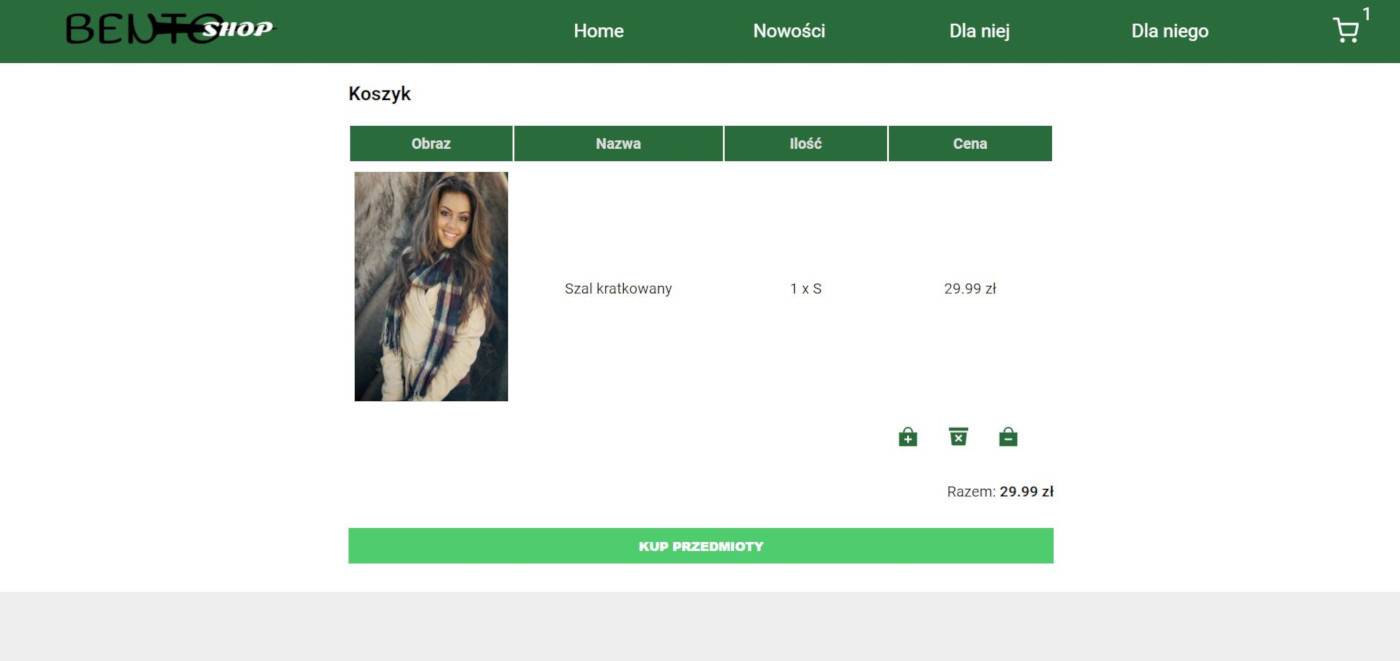 BENTO SHOP Home Nowości Dla niej Dla niego 1
Koszyk
Obraz Nazwa Ilość Cena
Szal kratkowany 1 x S 29.99 zł
Razem: 29.99 zł
KUP PRZEDMIOTY